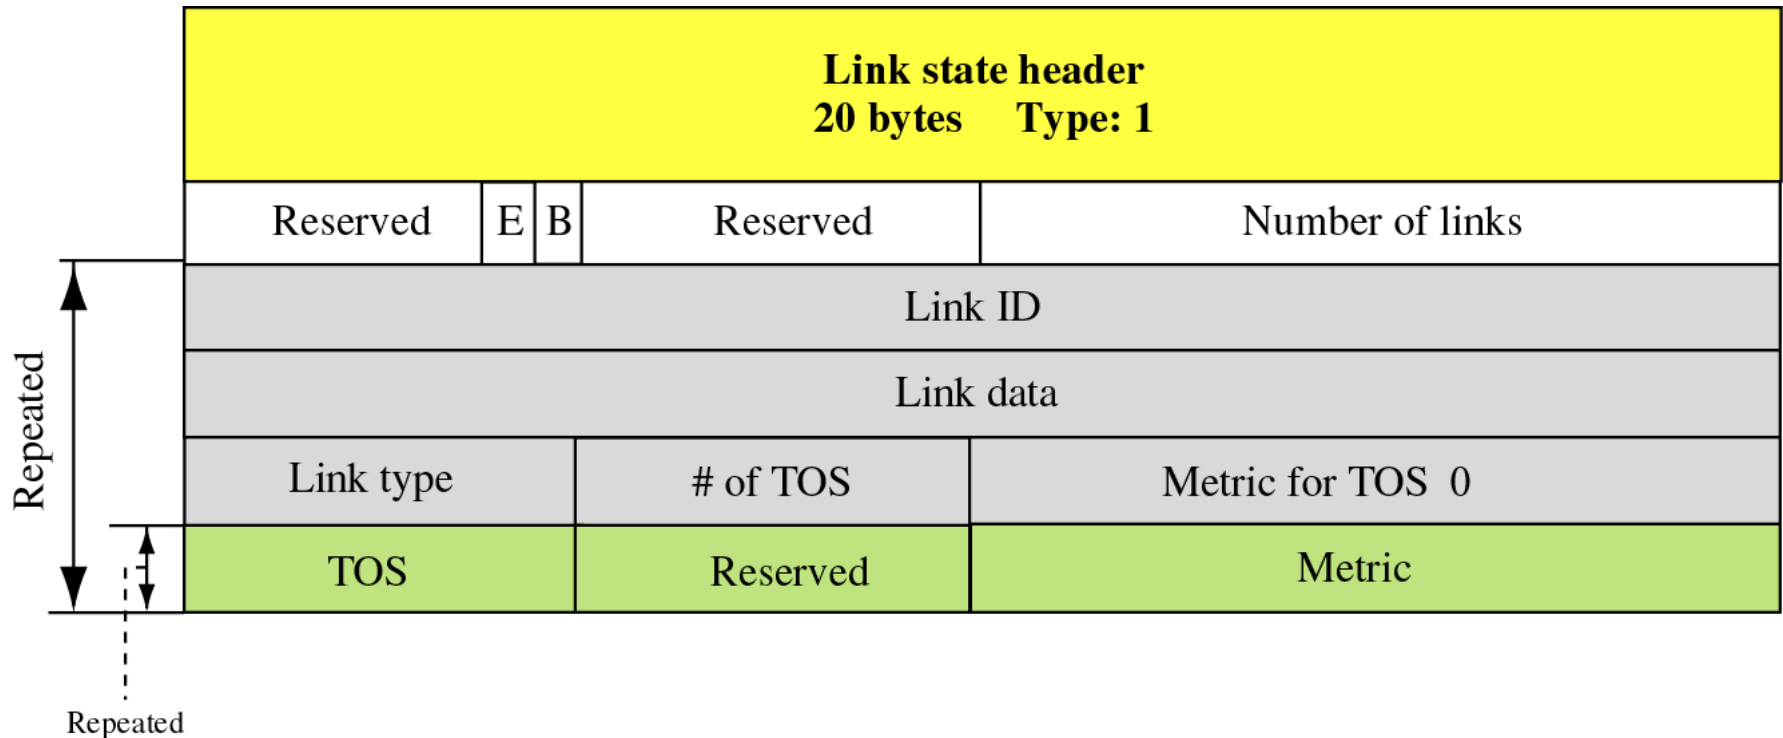 Link state header
20 bytes Type: 1
Reserved E B Reserved Number of links
Link ID
Link data
Link type # of TOS Metric for TOS 0
TOS Reserved Metric
Repeated
Repeated